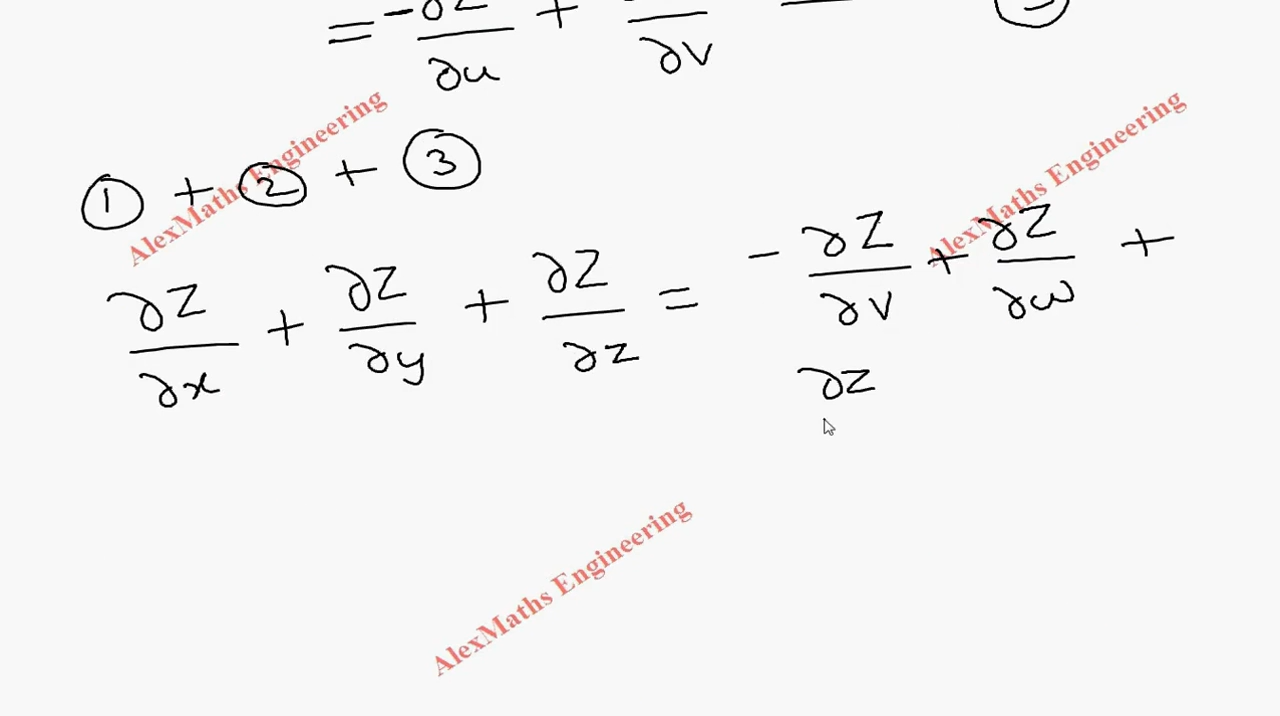 = -∂Z/∂u + /∂v
① + ② + ③
∂Z/∂x + ∂Z/∂y + ∂Z/∂z = -∂Z/∂v + ∂Z/∂w +
∂Z
AlexMaths Engineering
AlexMaths Engineering
AlexMaths Engineering